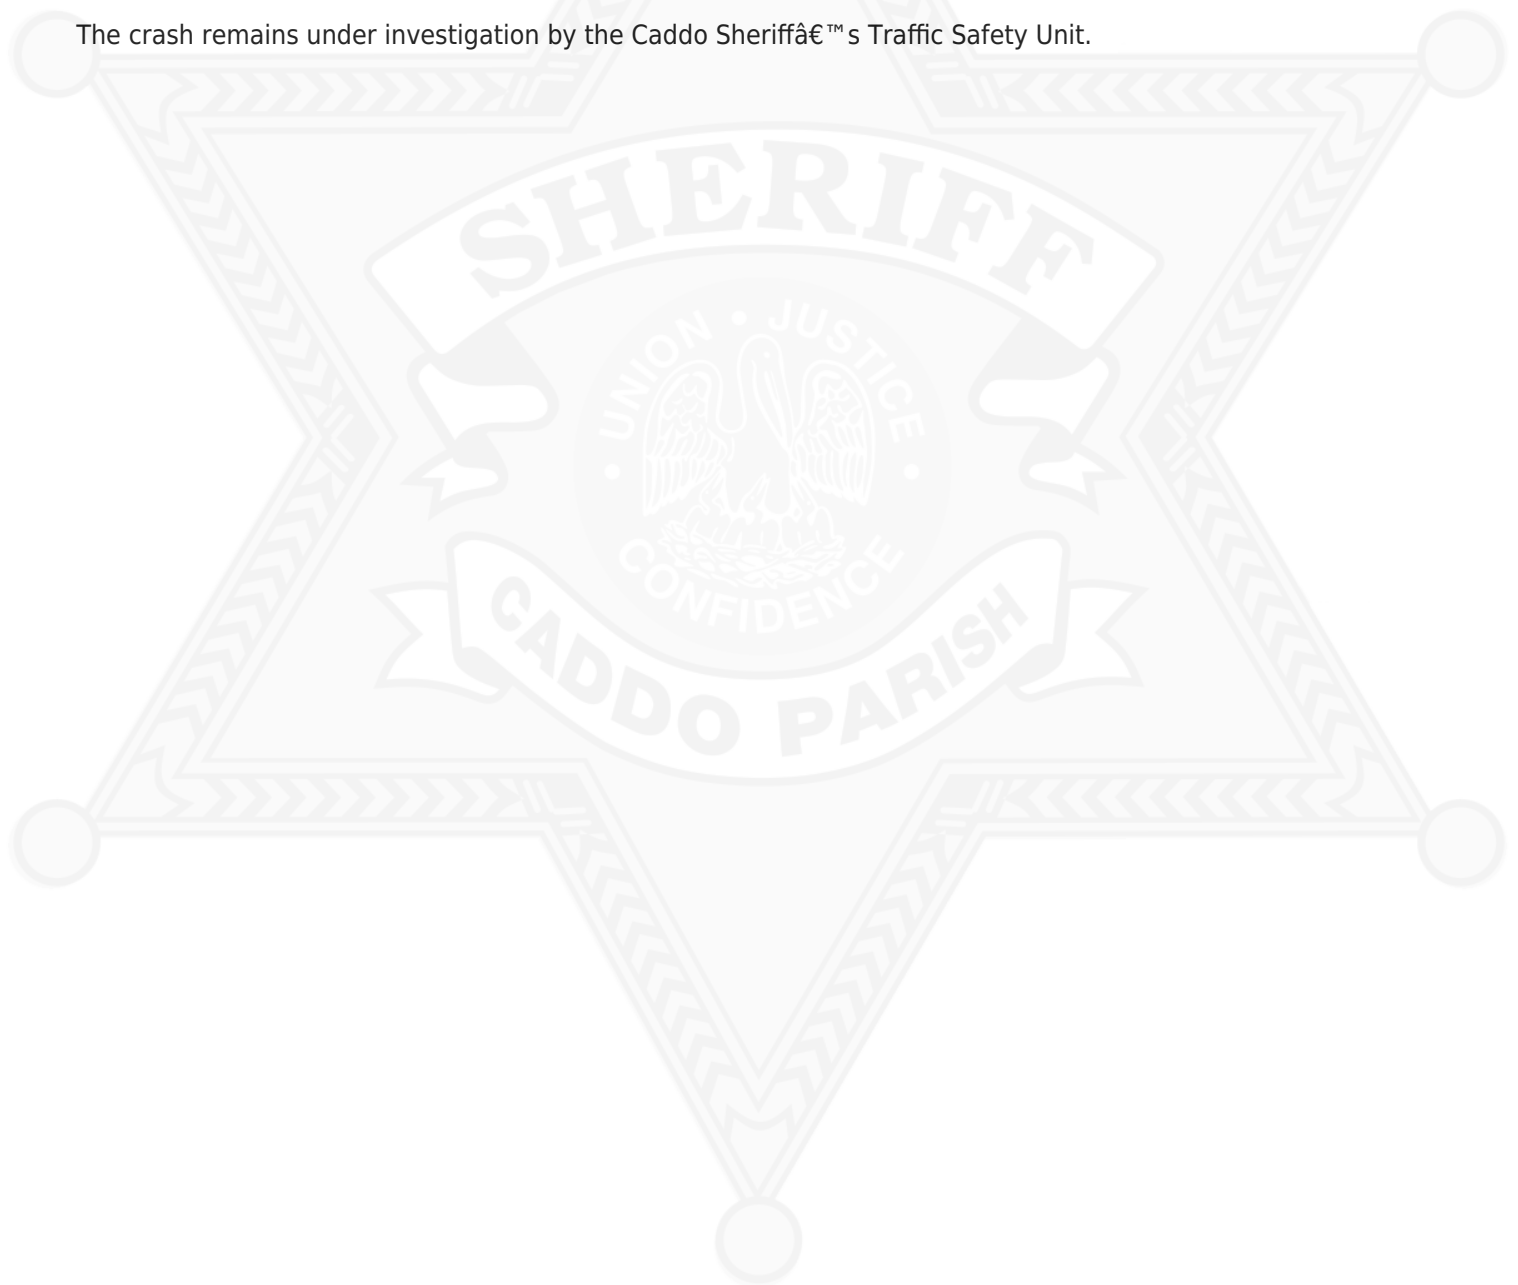 The crash remains under investigation by the Caddo Sheriffâ€™s Traffic Safety Unit.
SHERIFF
UNION • JUSTICE
• CONFIDENCE •
CADDO PARISH